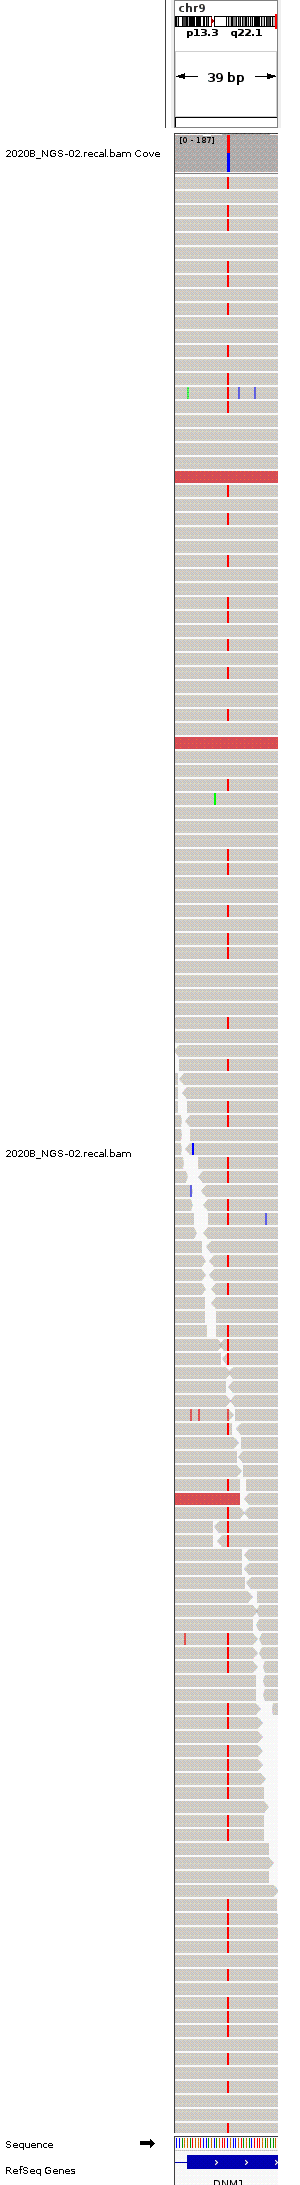 chr9
p13.3 q22.1
39 bp
2020B_NGS-02.recal.bam Cove
[0 - 187]
2020B_NGS-02.recal.bam
Sequence
RefSeq Genes
DNM1